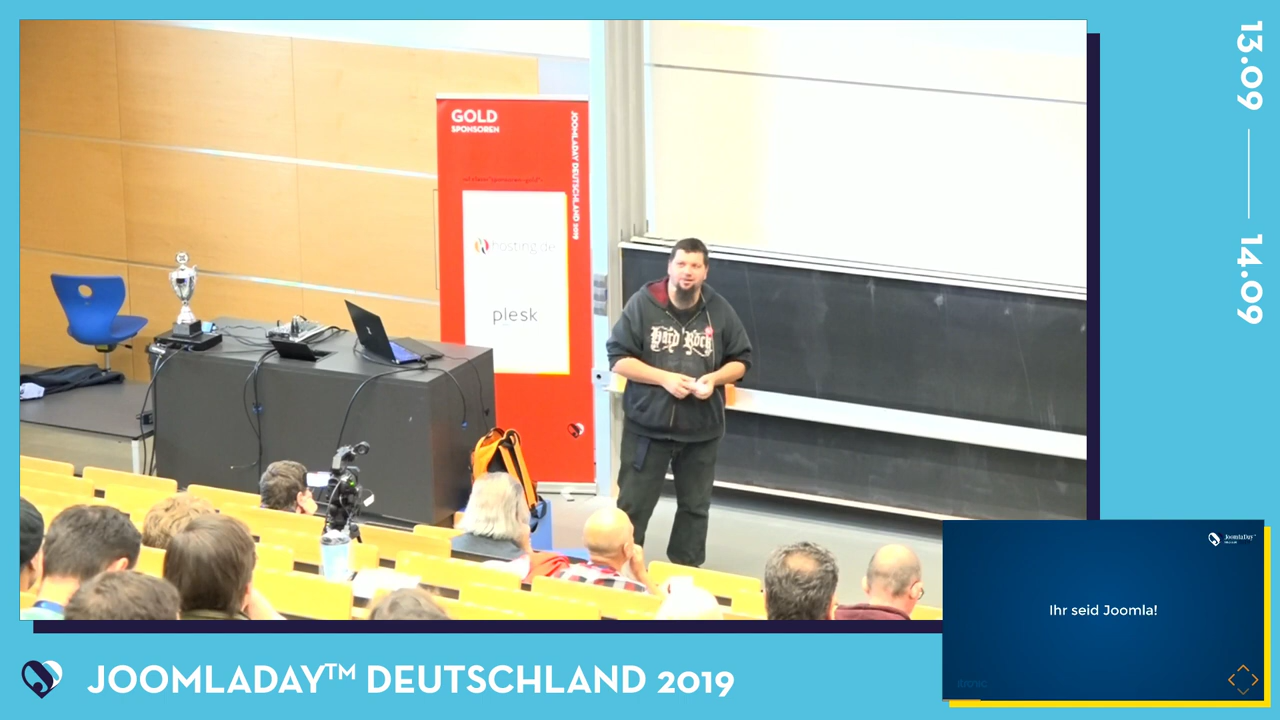 13.09 — 14.09
GOLD
SPONSOREN
JOOMLADAY DEUTSCHLAND 2019
hosting.de
plesk
Hard Rock
JoomlaDay™
Ihr seid Joomla!
JOOMLADAY™ DEUTSCHLAND 2019